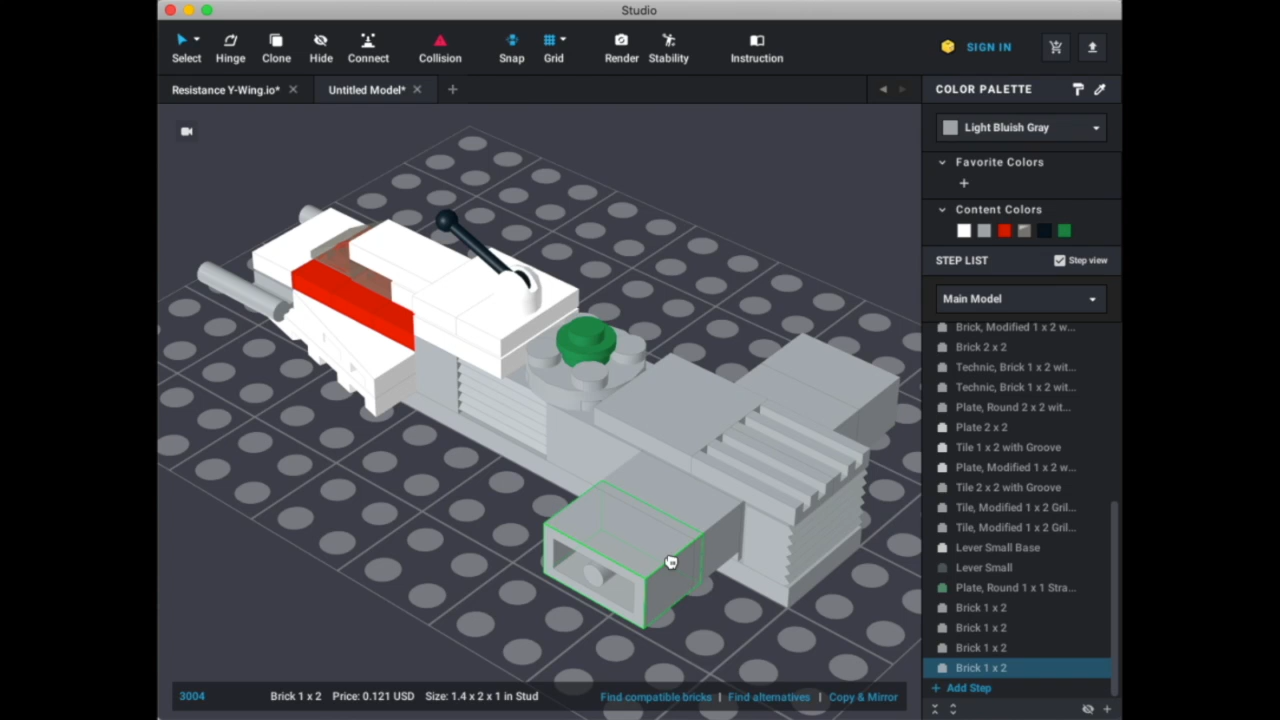 Studio
Select
Hinge
Clone
Hide
Connect
Collision
Snap
Grid
Render
Stability
Instruction
SIGN IN
Resistance Y-Wing.io*
Untitled Model*
COLOR PALETTE
Light Bluish Gray
Favorite Colors
Content Colors
STEP LIST
Step view
Main Model
Brick, Modified 1 x 2 w...
Brick 2 x 2
Technic, Brick 1 x 2 wit...
Technic, Brick 1 x 2 wit...
Plate, Round 2 x 2 wit...
Plate 2 x 2
Tile 1 x 2 with Groove
Plate, Modified 1 x 2 w...
Tile 2 x 2 with Groove
Tile, Modified 1 x 2 Gril...
Tile, Modified 1 x 2 Gril...
Lever Small Base
Lever Small
Plate, Round 1 x 1 Stra...
Brick 1 x 2
Brick 1 x 2
Brick 1 x 2
Brick 1 x 2
+ Add Step
3004 Brick 1 x 2 Price: 0.121 USD Size: 1.4 x 2 x 1 in Stud Find compatible bricks | Find alternatives | Copy & Mirror